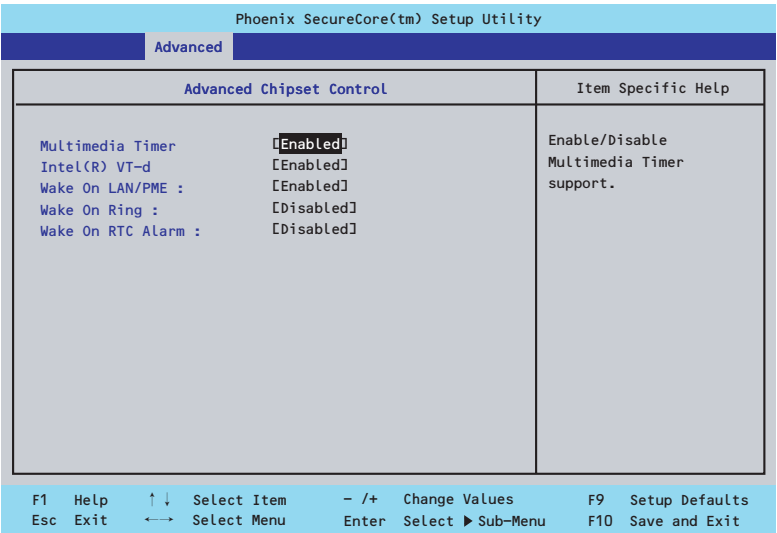 Phoenix SecureCore(tm) Setup Utility
Advanced
Advanced Chipset Control
Item Specific Help
Multimedia Timer [Enabled]
Intel(R) VT-d [Enabled]
Wake On LAN/PME : [Enabled]
Wake On Ring : [Disabled]
Wake On RTC Alarm : [Disabled]
Enable/Disable
Multimedia Timer
support.
F1 Help ↑↓ Select Item - /+ Change Values F9 Setup Defaults
Esc Exit ←→ Select Menu Enter Select ▶ Sub-Menu F10 Save and Exit